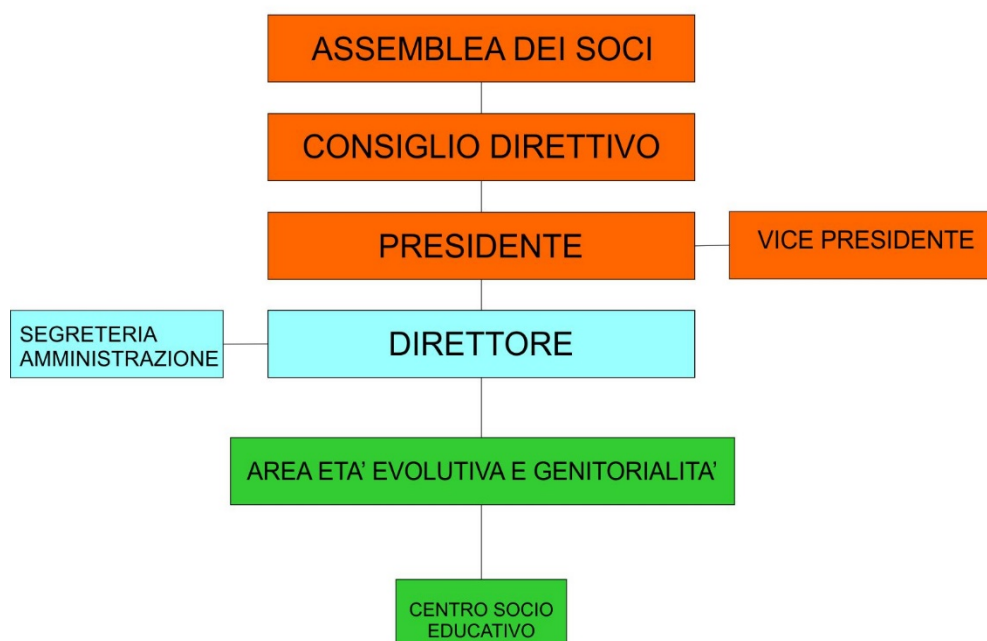 ASSEMBLEA DEI SOCI
CONSIGLIO DIRETTIVO
PRESIDENTE
VICE PRESIDENTE
SEGRETERIA
AMMINISTRAZIONE
DIRETTORE
AREA ETA’ EVOLUTIVA E GENITORIALITA’
CENTRO SOCIO
EDUCATIVO